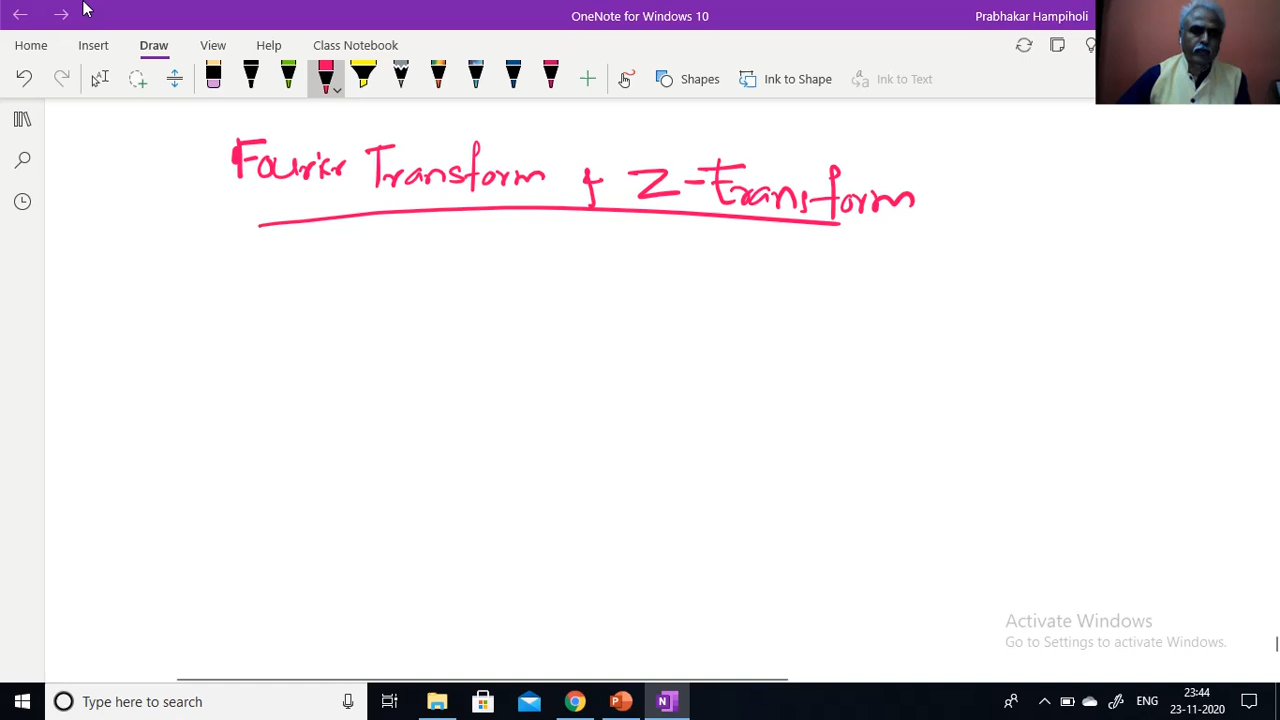 OneNote for Windows 10
Prabhakar Hampiholi
Home Insert Draw View Help Class Notebook
Shapes Ink to Shape Ink to Text
Fourier Transform & Z-transform
Activate Windows
Go to Settings to activate Windows.
Type here to search
ENG
23:44
23-11-2020